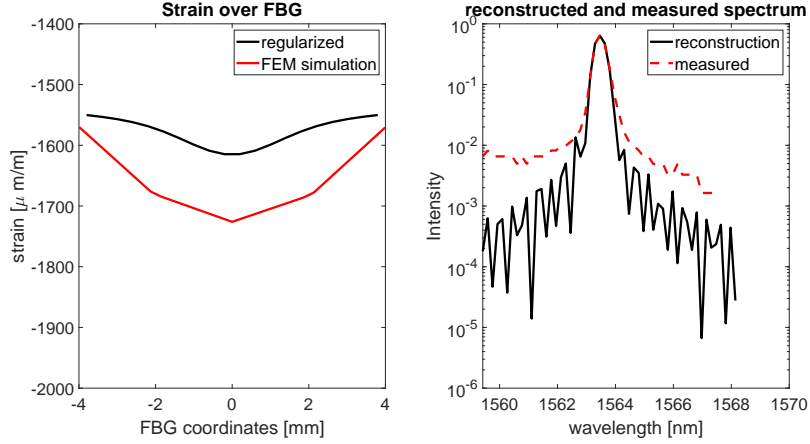 Strain over FBG
-1400
-1500
-1600
-1700
-1800
-1900
-2000
strain [μ m/m]
-4
-2
0
2
4
FBG coordinates [mm]
regularized
FEM simulation
reconstructed and measured spectrum
10^0
10^-1
10^-2
10^-3
10^-4
10^-5
10^-6
Intensity
1560
1562
1564
1566
1568
1570
wavelength [nm]
reconstruction
measured